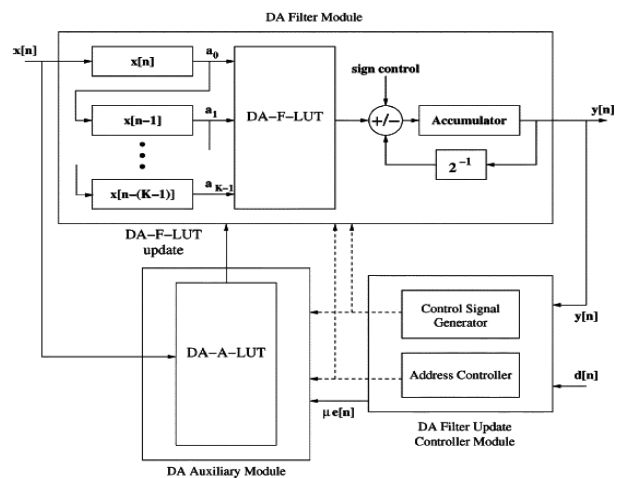 DA Filter Module
x[n]
x[n]
a0
sign control
x[n−1]
a1
DA−F−LUT
+/−
Accumulator
y[n]
2 −1
x[n−(K−1)]
a K−1
DA−F−LUT
update
DA−A−LUT
Control Signal
Generator
y[n]
Address Controller
d[n]
μ e[n]
DA Filter Update
Controller Module
DA Auxiliary Module